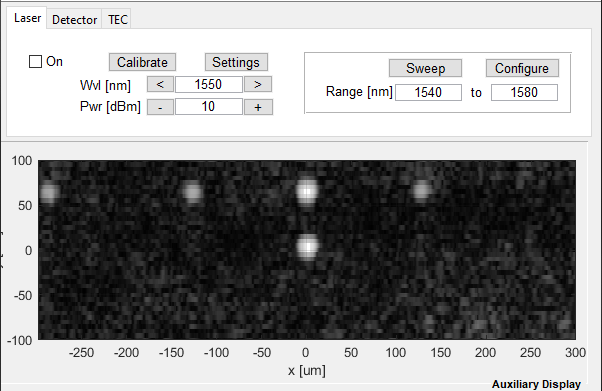 Laser Detector TEC
On Calibrate Settings
Sweep Configure
Wvl [nm] < 1550 >
Range [nm] 1540 to 1580
Pwr [dBm] - 10 +
100
50
0
-50
-100
-250 -200 -150 -100 -50 0 50 100 150 200 250 300
x [um]
Auxiliary Display